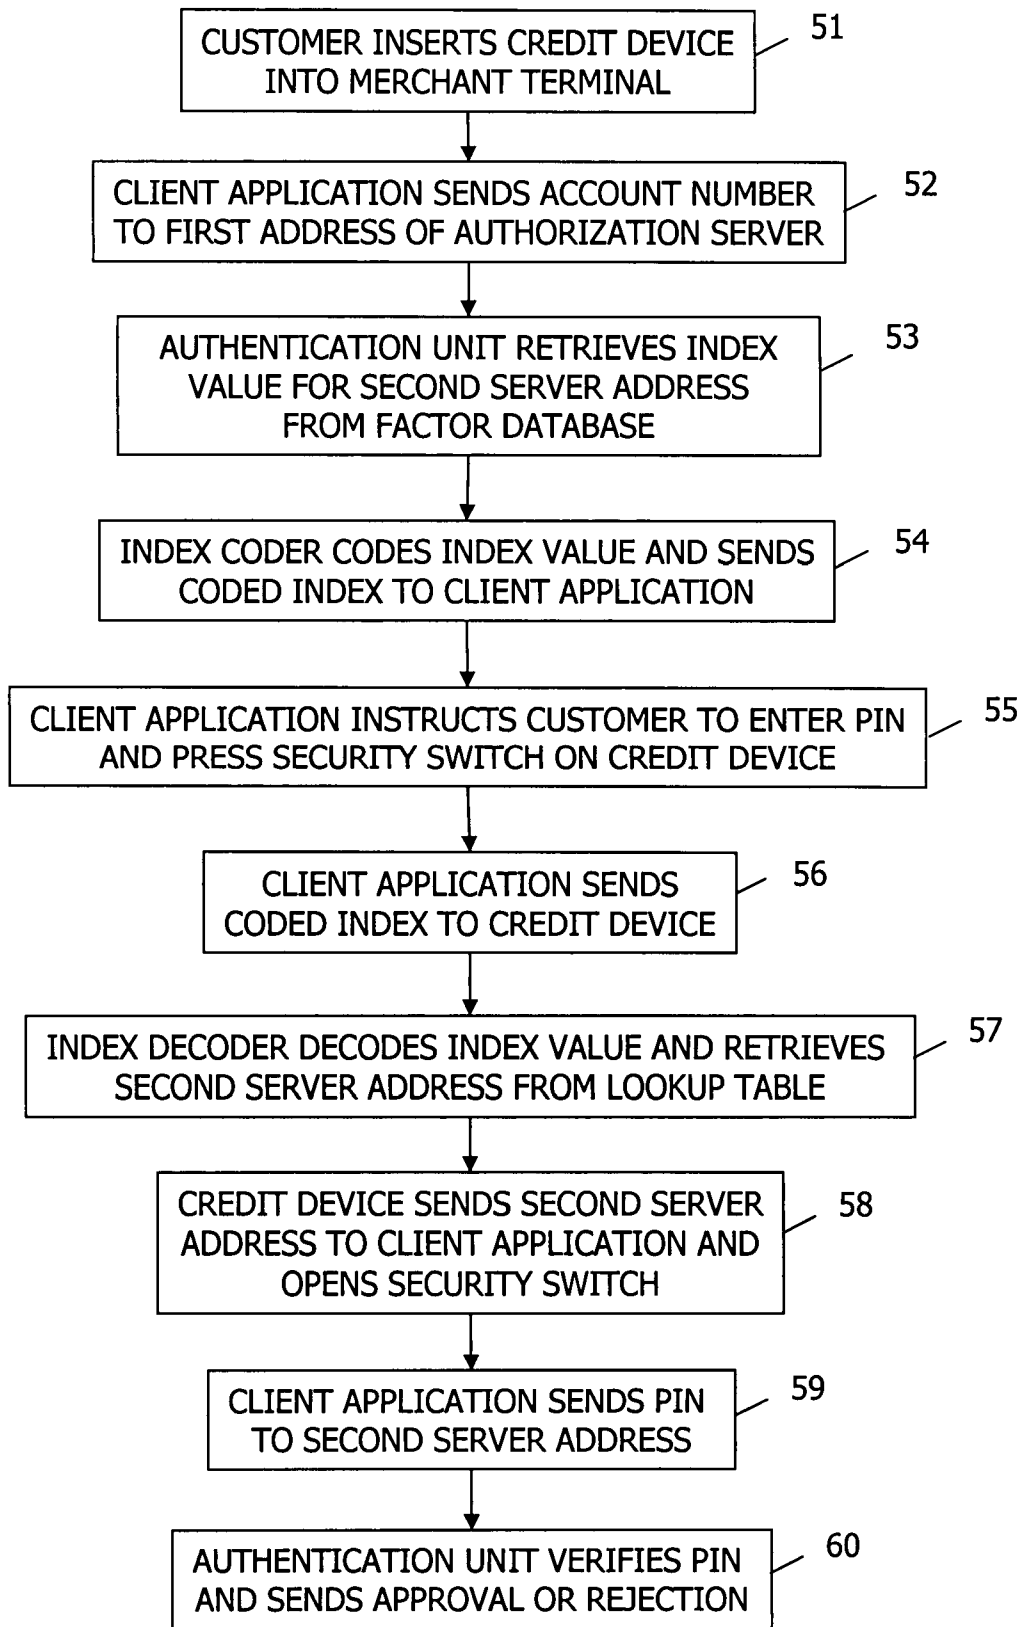 CUSTOMER INSERTS CREDIT DEVICE
INTO MERCHANT TERMINAL
51
CLIENT APPLICATION SENDS ACCOUNT NUMBER
TO FIRST ADDRESS OF AUTHORIZATION SERVER
52
AUTHENTICATION UNIT RETRIEVES INDEX
VALUE FOR SECOND SERVER ADDRESS
FROM FACTOR DATABASE
53
INDEX CODER CODES INDEX VALUE AND SENDS
CODED INDEX TO CLIENT APPLICATION
54
CLIENT APPLICATION INSTRUCTS CUSTOMER TO ENTER PIN
AND PRESS SECURITY SWITCH ON CREDIT DEVICE
55
CLIENT APPLICATION SENDS
CODED INDEX TO CREDIT DEVICE
56
INDEX DECODER DECODES INDEX VALUE AND RETRIEVES
SECOND SERVER ADDRESS FROM LOOKUP TABLE
57
CREDIT DEVICE SENDS SECOND SERVER
ADDRESS TO CLIENT APPLICATION AND
OPENS SECURITY SWITCH
58
CLIENT APPLICATION SENDS PIN
TO SECOND SERVER ADDRESS
59
AUTHENTICATION UNIT VERIFIES PIN
AND SENDS APPROVAL OR REJECTION
60